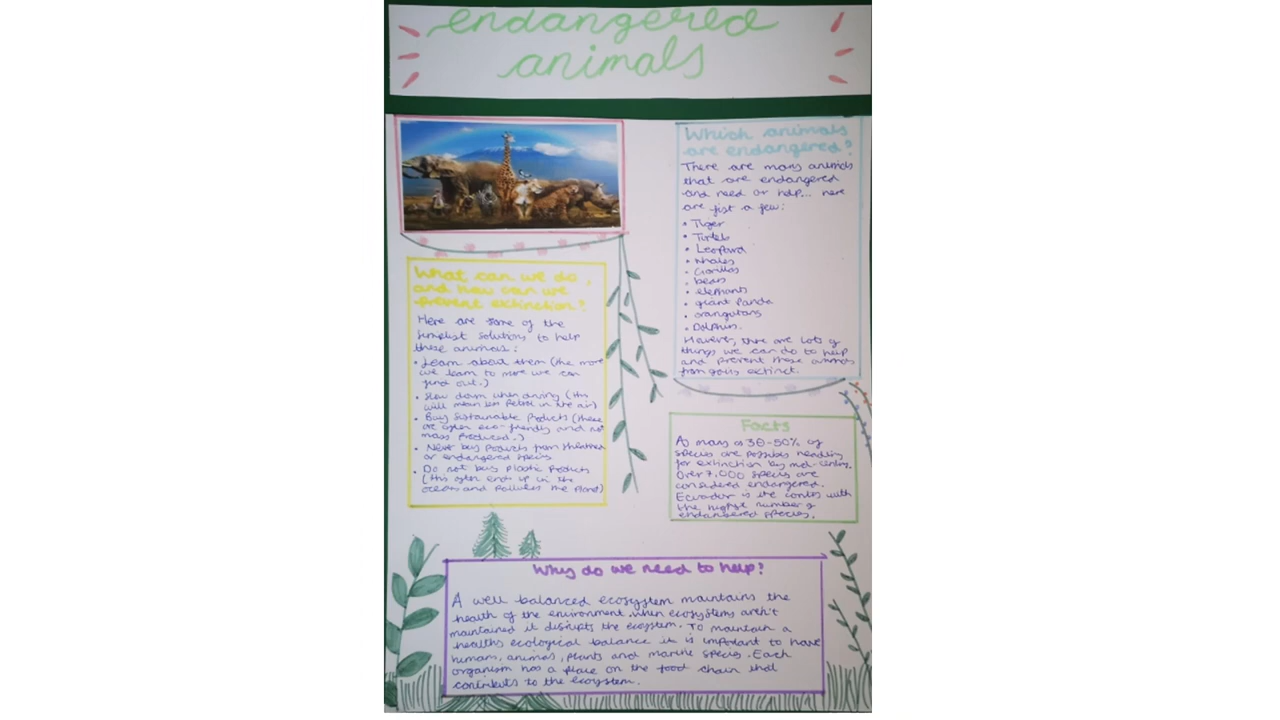 endangered
animals
What can we do,
and how can we
prevent extinction?
Here are some of the
simplist solutions to help
these animals:
• Learn about them (the more
we learn to more we can
find out.)
• Slow down when driving (this
will mean less petrol in the air)
• Buy Sustainable Products (these
are often eco-friendly and not
mass produced.)
• Never buy products from
or endangered species
• Do not buy plastic products
(this often ends up in the
oceans and pollutes the planet)
Which animals
are endangered?
There are many animals
that are endangered
and need or help... here
are just a few:
• Tiger
• Turtels
• Leopard
• Whales
• Gorillas
• bears
• elephants
• giant Panda
• orangutans
• Dolphin.
However, there are lots of
things we can do to help
and prevent these animals
from going extinct.
Facts
As many as 30-50% of
species are possibly heading
for extinction by mid-century.
Over 7,000 species are
considered endangered.
Ecuador is the with
the highest number of
endangered species.
Why do we need to help?
A well balanced ecosystem maintains the
health of the environment, when ecosystems aren't
maintained it disrupts the ecosystem. To maintain a
healthy ecological balance it is important to have
humans, animals, plants and marine species. Each
organism has a place on the food chain that
contributes to the ecosystem.